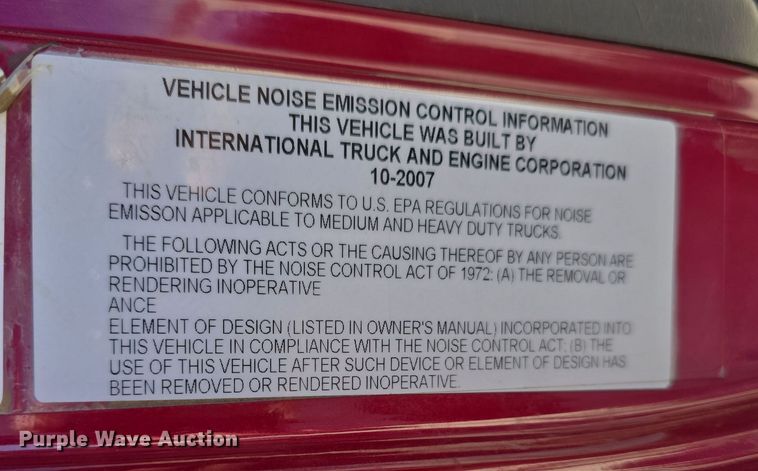 VEHICLE NOISE EMISSION CONTROL INFORMATION
THIS VEHICLE WAS BUILT BY
INTERNATIONAL TRUCK AND ENGINE CORPORATION
10-2007
THIS VEHICLE CONFORMS TO U.S. EPA REGULATIONS FOR NOISE
EMISSON APPLICABLE TO MEDIUM AND HEAVY DUTY TRUCKS.
THE FOLLOWING ACTS OR THE CAUSING THEREOF BY ANY PERSON ARE
PROHIBITED BY THE NOISE CONTROL ACT OF 1972: (A) THE REMOVAL OR
RENDERING INOPERATIVE
ANCE
ELEMENT OF DESIGN (LISTED IN OWNER'S MANUAL) INCORPORATED INTO
THIS VEHICLE IN COMPLIANCE WITH THE NOISE CONTROL ACT; (B) THE
USE OF THIS VEHICLE AFTER SUCH DEVICE OR ELEMENT OF DESIGN HAS
BEEN REMOVED OR RENDERED INOPERATIVE.
Purple Wave Auction